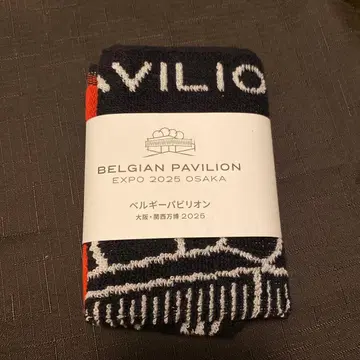 AVILIO
BELGIAN PAVILION
EXPO 2025 OSAKA
ベルギーパビリオン
大阪・関西万博 2025